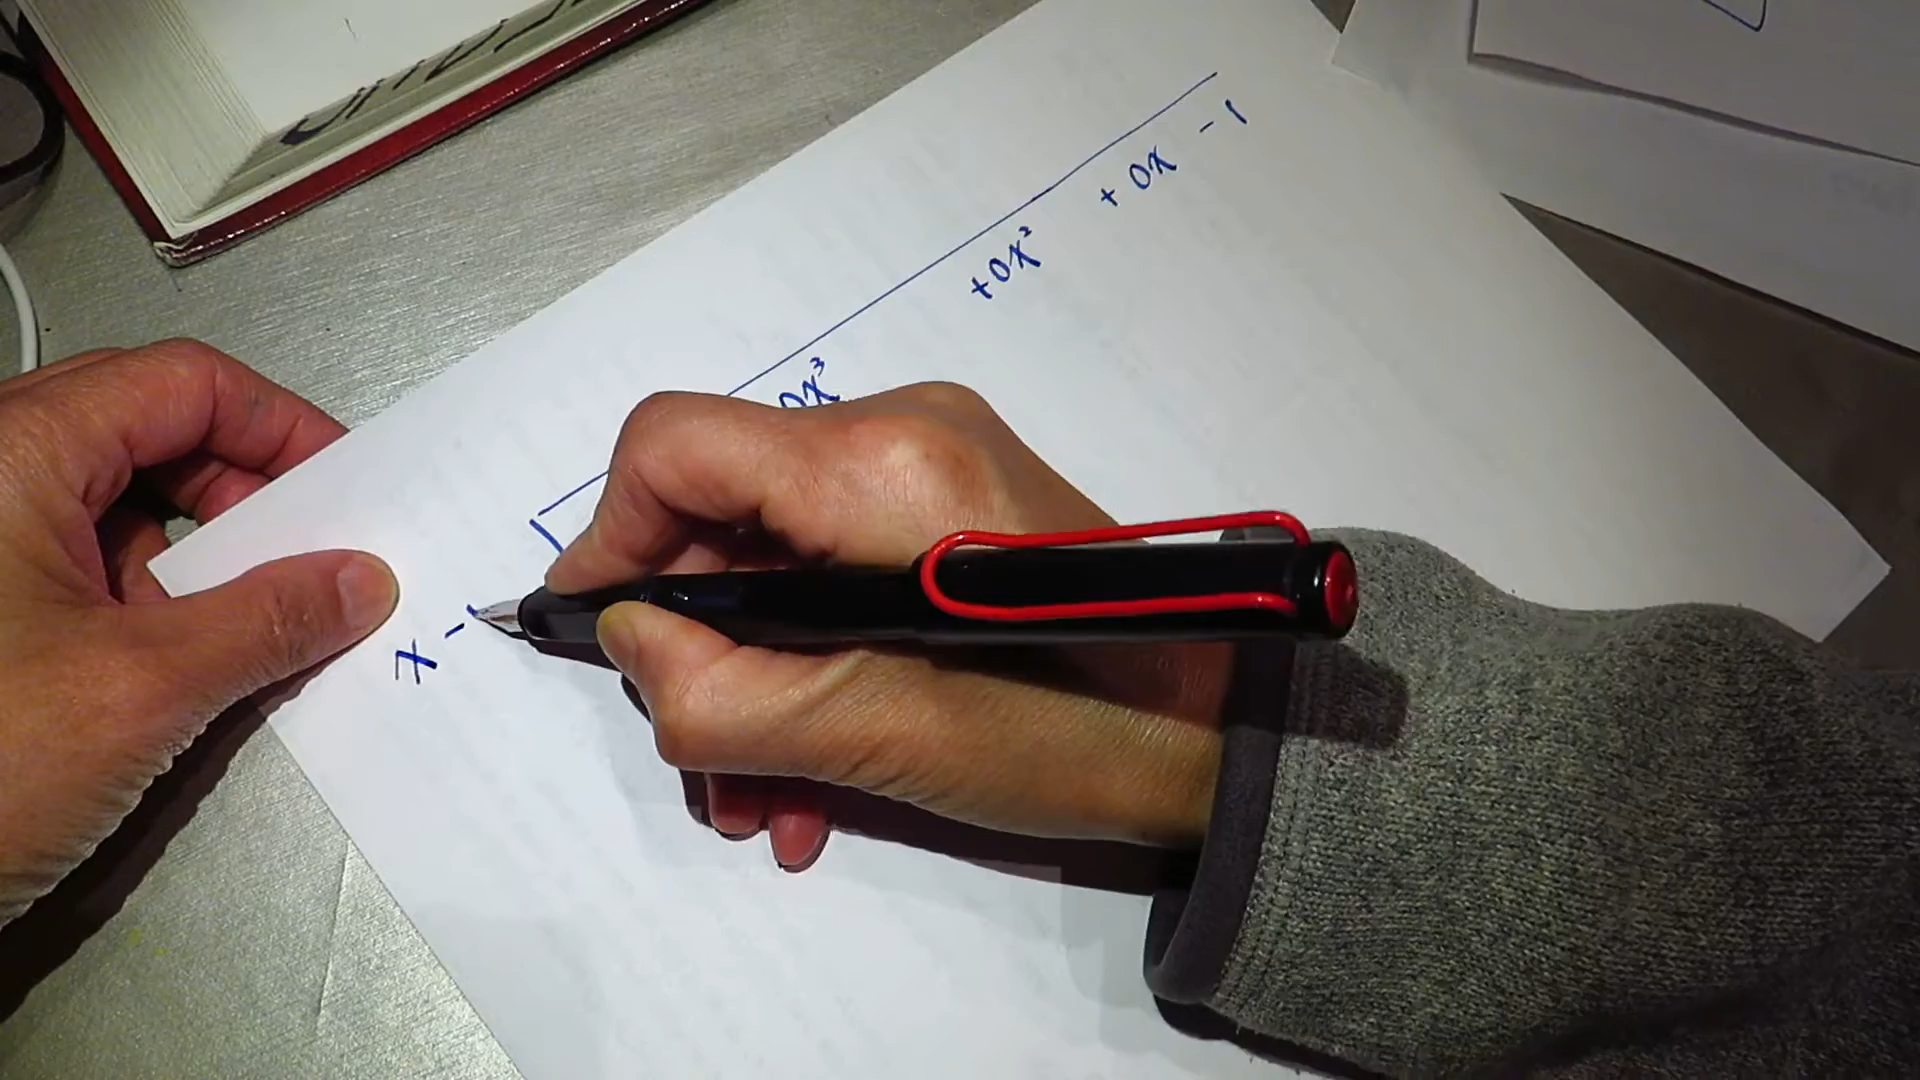 x - 0x³ +0x² + 0x - 1